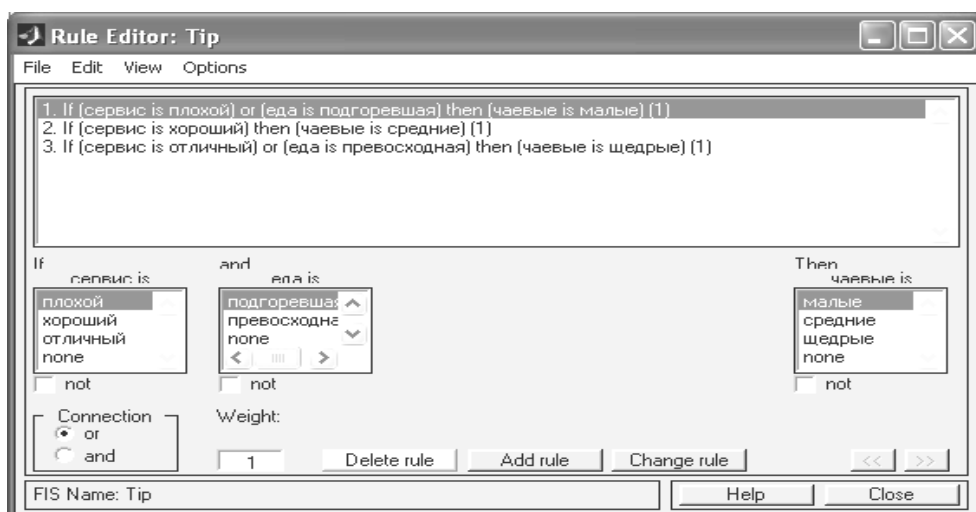 Rule Editor: Tip
File Edit View Options
1. If (сервис is плохой) or (еда is подгоревшая) then (чаевые is малые) (1)
2. If (сервис is хороший) then (чаевые is средние) (1)
3. If (сервис is отличный) or (еда is превосходная) then (чаевые is щедрые) (1)
If and Then
сервис is еда is чаевые is
плохой подгоревшая малые
хороший превосходна средние
отличный none щедрые
none none
not not not
Connection Weight:
or
and 1 Delete rule Add rule Change rule << >>
FIS Name: Tip Help Close